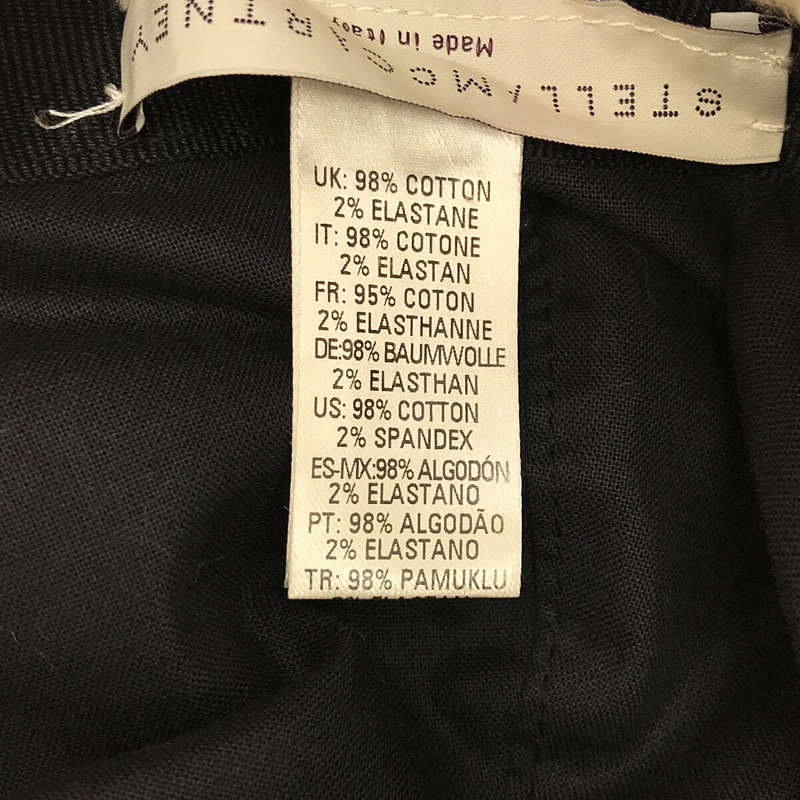 Made in Italy
STELLAMCCARTNEY
UK: 98% COTTON
2% ELASTANE
IT: 98% COTONE
2% ELASTAN
FR: 95% COTON
2% ELASTHANNE
DE:98% BAUMWOLLE
2% ELASTHAN
US: 98% COTTON
2% SPANDEX
ES-MX:98% ALGODÓN
2% ELASTANO
PT: 98% ALGODÃO
2% ELASTANO
TR: 98% PAMUKLU